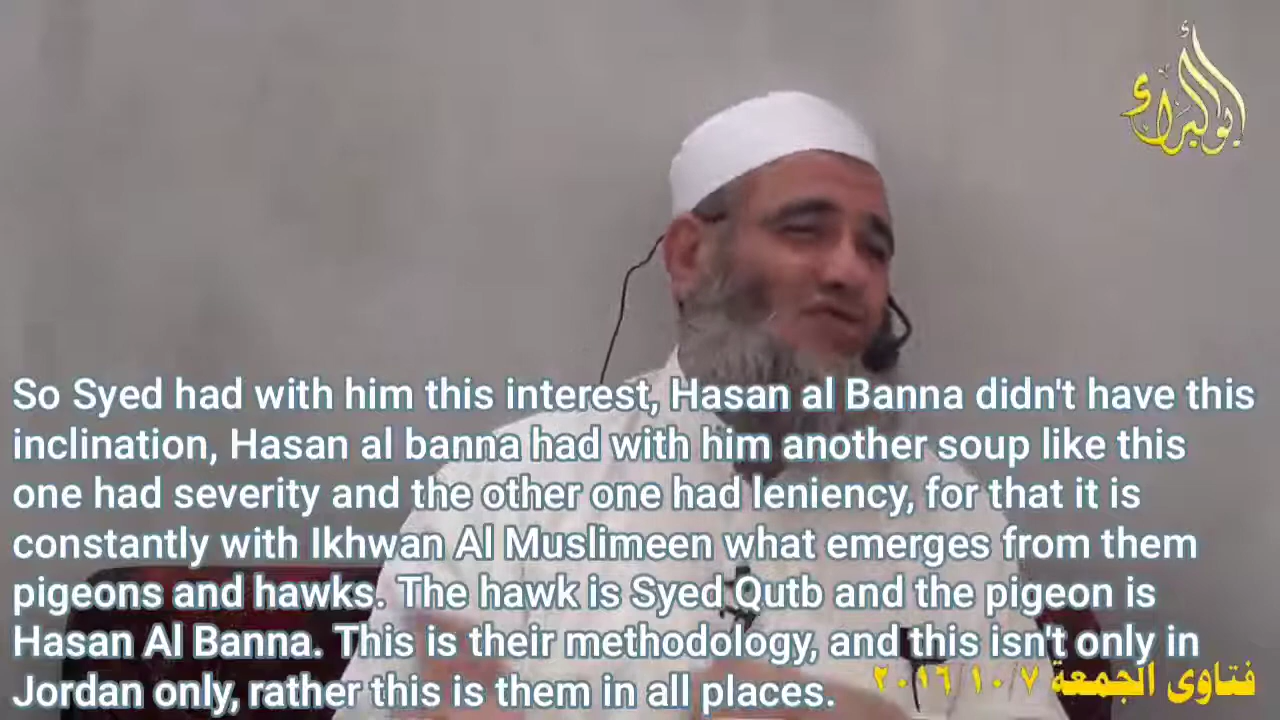 أبو البراء
So Syed had with him this interest, Hasan al Banna didn't have this
inclination, Hasan al banna had with him another soup like this
one had severity and the other one had leniency, for that it is
constantly with Ikhwan Al Muslimeen what emerges from them
pigeons and hawks. The hawk is Syed Qutb and the pigeon is
Hasan Al Banna. This is their methodology, and this isn't only in
Jordan only, rather this is them in all places.
فتاوى الجمعة ٧ ١٠ ٢٠١٦